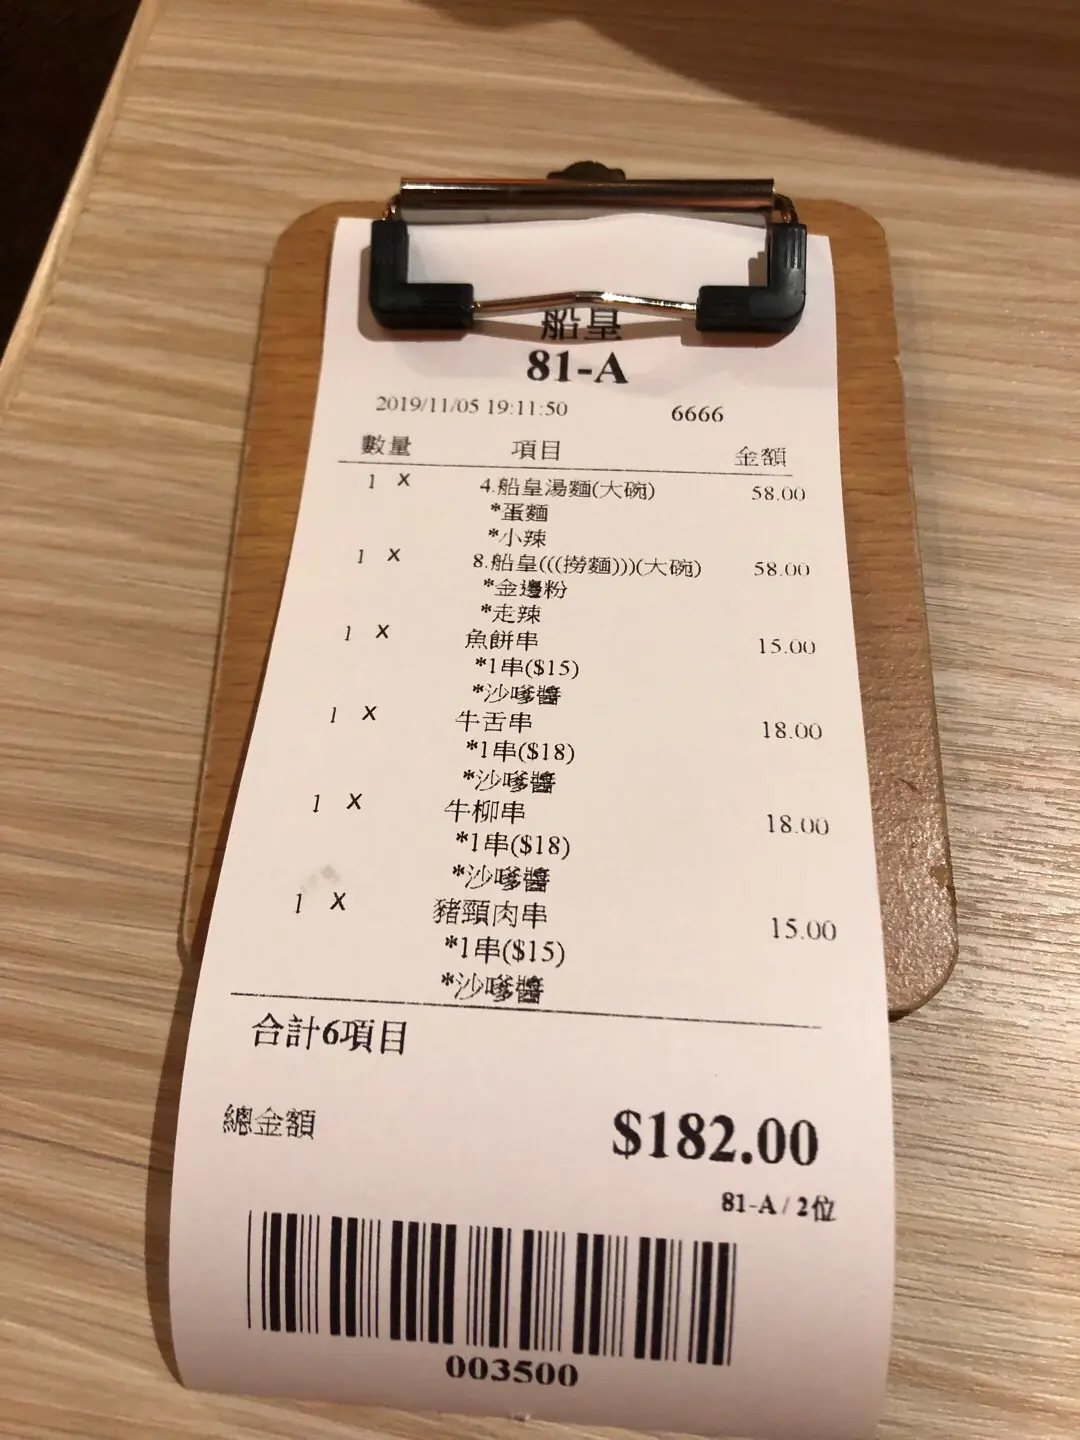 船皇
81-A
2019/11/05 19:11:50 6666
數量 項目 金額
1 x 4.船皇湯麵(大碗) 58.00
*蛋麵
*小辣
1 x 8.船皇(((撈麵)))(大碗) 58.00
*金邊粉
*走辣
1 x 魚餅串 15.00
*1串($15)
*沙嗲醬
1 x 牛舌串 18.00
*1串($18)
*沙嗲醬
1 x 牛柳串 18.00
*1串($18)
*沙嗲醬
1 x 豬頸肉串 15.00
*1串($15)
*沙嗲醬
合計6項目
總金額 $182.00
81-A / 2位
003500